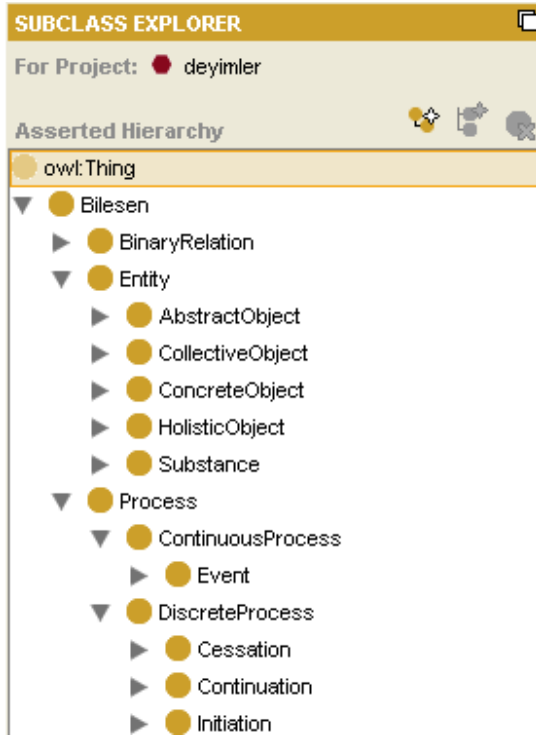 SUBCLASS EXPLORER
For Project: deyimler
Asserted Hierarchy
owl:Thing
Bilesen
BinaryRelation
Entity
AbstractObject
CollectiveObject
ConcreteObject
HolisticObject
Substance
Process
ContinuousProcess
Event
DiscreteProcess
Cessation
Continuation
Initiation